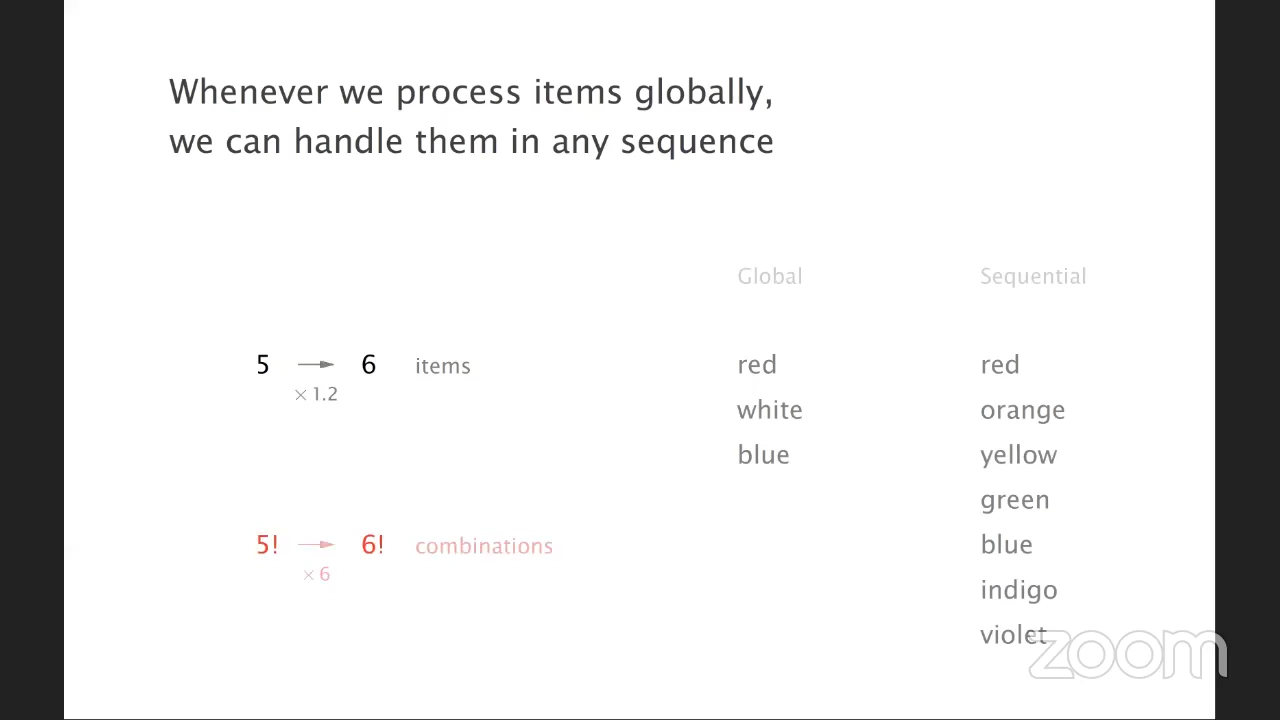 Whenever we process items globally,
we can handle them in any sequence
Global
Sequential
5 → 6 items
× 1.2
5! → 6! combinations
× 6
red
white
blue
red
orange
yellow
green
blue
indigo
violet
zoom